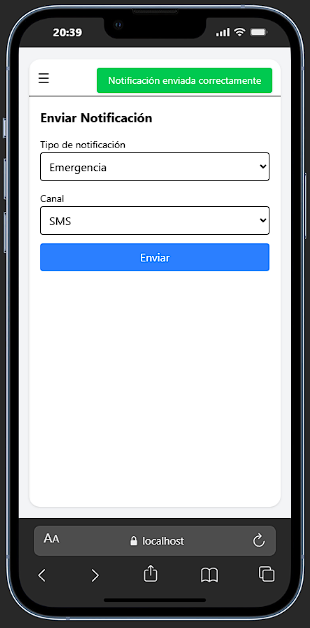 20:39
☰
Notificación enviada correctamente
Enviar Notificación
Tipo de notificación
Emergencia
Canal
SMS
Enviar
AA
localhost